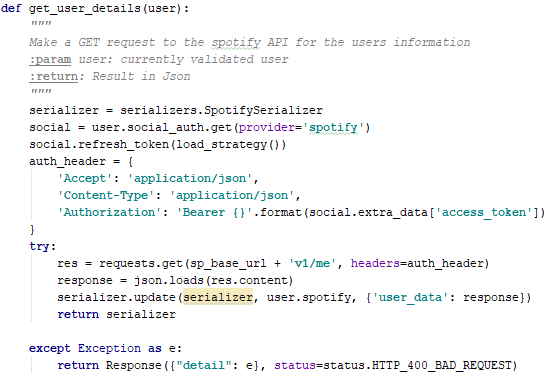 def get_user_details(user):
    """
    Make a GET request to the spotify API for the users information
    :param user: currently validated user
    :return: Result in Json
    """
    serializer = serializers.SpotifySerializer
    social = user.social_auth.get(provider='spotify')
    social.refresh_token(load_strategy())
    auth_header = {
        'Accept': 'application/json',
        'Content-Type': 'application/json',
        'Authorization': 'Bearer {}'.format(social.extra_data['access_token'])
    }
    try:
        res = requests.get(sp_base_url + 'v1/me', headers=auth_header)
        response = json.loads(res.content)
        serializer.update(serializer, user.spotify, {'user_data': response})
        return serializer

    except Exception as e:
        return Response({"detail": e}, status=status.HTTP_400_BAD_REQUEST)